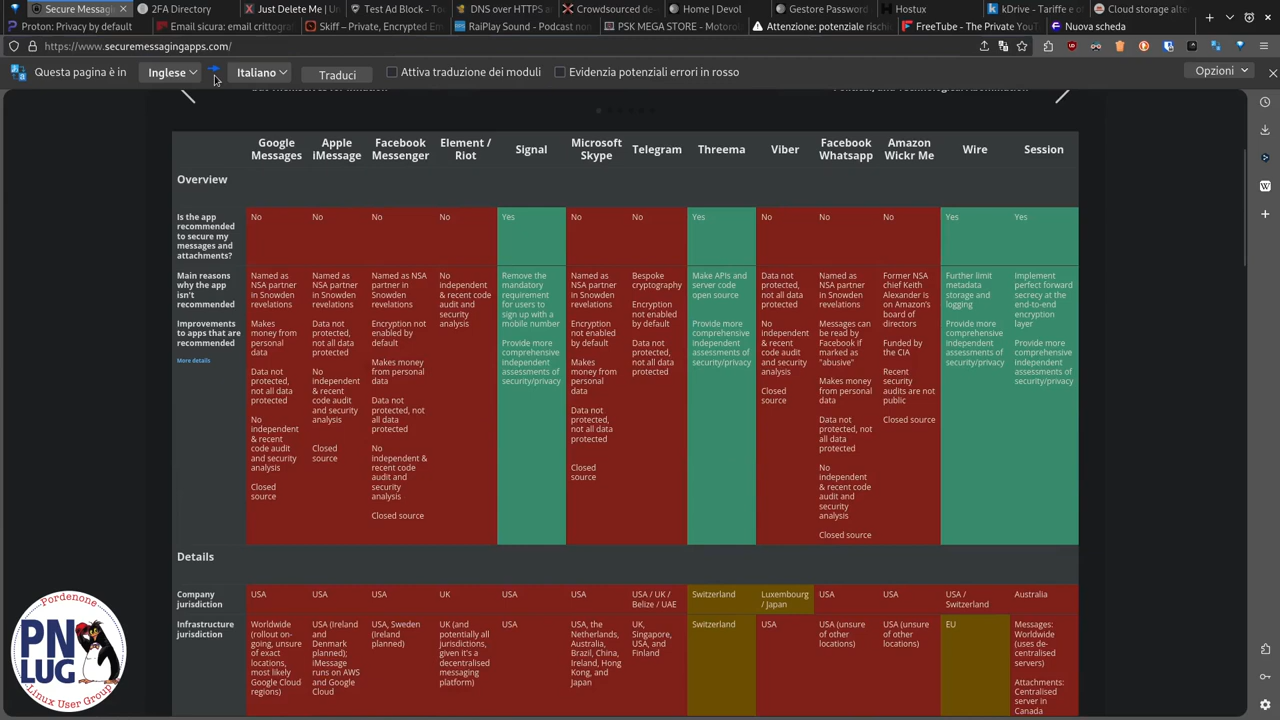 Secure Messaging
2FA Directory
Just Delete Me | Us
Test Ad Block - Too
DNS over HTTPS a
Crowdsourced de-
Home | Devol
Gestore Password
Hostux
kDrive – Tarife e t
Cloud storage alte
Proton: Privacy by default
Email sicura: crittogra
Skiff – Private, Encrypted
RaiPlay Sound - Podcast non
PSK MEGA STORE - Motoro
Attenzione: potenziale
FreeTube - The Private
Nuova scheda
https://www.securemessagingapps.com/
Questa pagina è in
Inglese
Italiano
Traduci
Attiva traduzione dei moduli
Evidenzia potenziali errori in rosso
Opzioni
Google Messages
Apple iMessage
Facebook Messenger
Element / Riot
Signal
Microsoft Skype
Telegram
Threema
Viber
Facebook Whatsapp
Amazon Wickr Me
Wire
Session
Overview
Is the app recommended to secure my messages and attachments?
No
No
No
No
Yes
No
No
Yes
No
No
No
Yes
Yes
Main reasons why the app isn't recommended
Improvements to apps that are recommended
More details
Named as NSA partner in Snowden revelations
Makes money from personal data
Data not protected, not all data protected
No independent & recent code audit and security analysis
Closed source
Named as NSA partner in Snowden revelations
Data not protected, not all data protected
No independent & recent code audit and security analysis
Closed source
Named as NSA partner in Snowden revelations
Encryption not enabled by default
Makes money from personal data
Data not protected, not all data protected
No independent & recent code audit and security analysis
Closed source
No independent & recent code audit and security analysis
Remove the mandatory requirement for users to sign up with a mobile number
Provide more comprehensive independent assessments of security/privacy
Named as NSA partner in Snowden revelations
Encryption not enabled by default
Makes money from personal data
Data not protected, not all data protected
Closed source
Bespoke cryptography
Encryption not enabled by default
Data not protected, not all data protected
Make APIs and server code open source
Provide more comprehensive independent assessments of security/privacy
Data not protected, not all data protected
No independent & recent code audit and security analysis
Closed source
Named as NSA partner in Snowden revelations
Messages can be read by Facebook if marked as "abusive"
Makes money from personal data
Data not protected, not all data protected
No independent & recent code audit and security analysis
Closed source
Former NSA chief Keith Alexander is on Amazon's board of directors
Funded by the CIA
Recent security audits are not public
Closed source
Further limit metadata storage and logging
Provide more comprehensive independent assessments of security/privacy
Implement perfect forward secrecy at the end-to-end encryption layer
Provide more comprehensive independent assessments of security/privacy
Details
Company jurisdiction
USA
USA
USA
UK
USA
USA
USA / UK / Belize / UAE
Switzerland
Luxembourg / Japan
USA
USA
USA / Switzerland
Australia
Infrastructure jurisdiction
Worldwide (rollout on-going, unsure of exact locations, most likely Google Cloud regions)
USA (Ireland and Denmark planned); iMessage runs on AWS and Google Cloud
USA, Sweden (Ireland planned)
UK (and potentially all jurisdictions, given it's a decentralised messaging platform)
USA
USA, the Netherlands, Australia, Brazil, China, Ireland, Hong Kong, and Japan
UK, Singapore, USA, and Finland
Switzerland
USA
USA (unsure of other locations)
USA (unsure of other locations)
EU
Messages: Worldwide (uses de-centralised servers)
Attachments: Centralised server in Canada
Pordenone
PN
LUG
Linux User Group